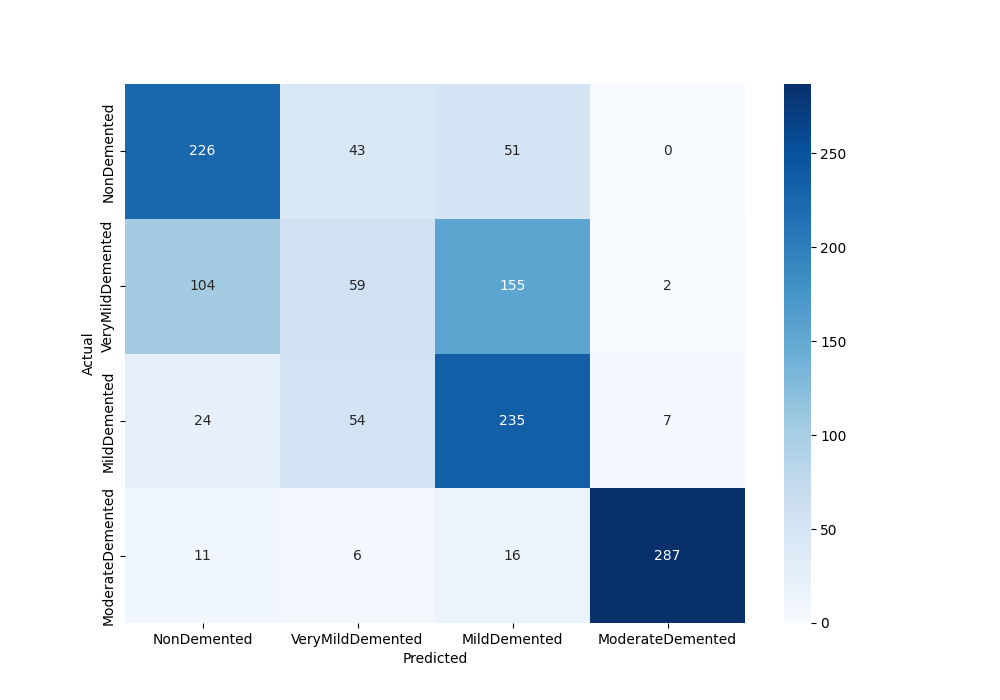 NonDemented
226 43 51 0
VeryMildDemented
104 59 155 2
MildDemented
24 54 235 7
ModerateDemented
11 6 16 287
Actual
NonDemented VeryMildDemented MildDemented ModerateDemented
Predicted
250
200
150
100
50
0